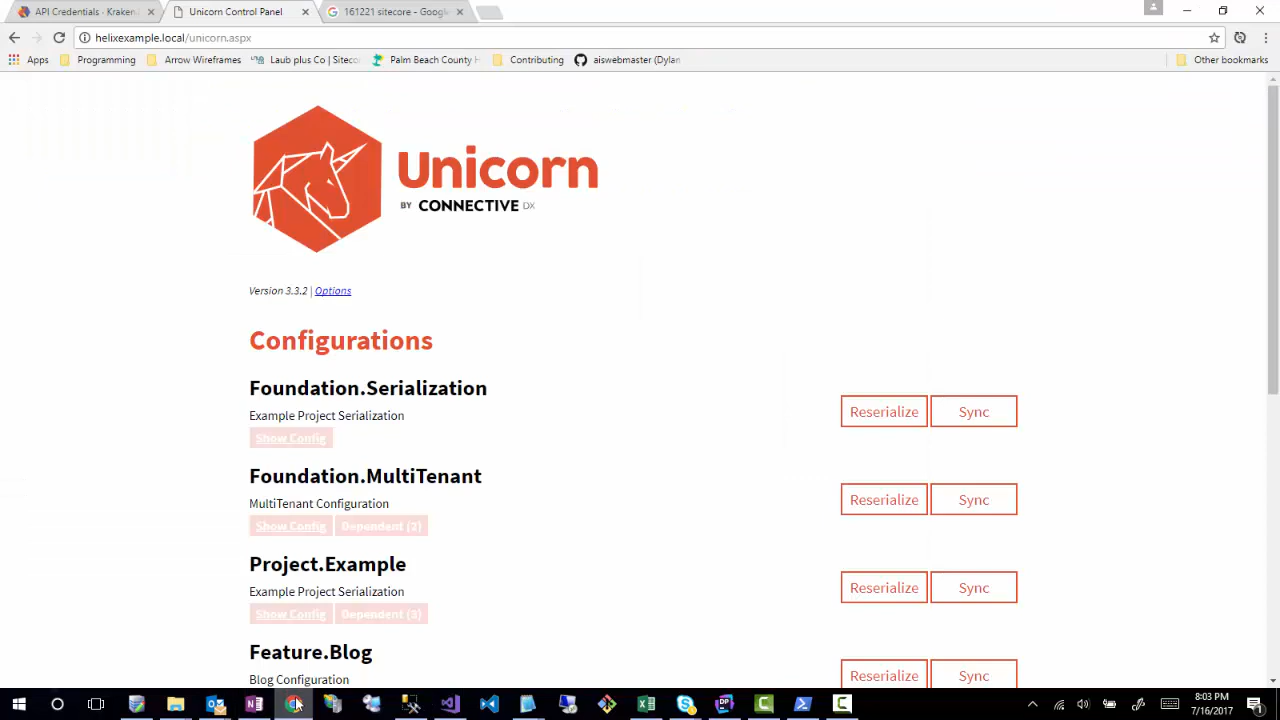 API Credentials - Kraken
Unicorn Control Panel
161221 sitecore - Google
helixexample.local/unicorn.aspx
Apps
Programming
Arrow Wireframes
Laub plus Co | Siteco
Palm Beach County H
Contributing
aiswebmaster (Dylan
Other bookmarks
Unicorn
BY CONNECTIVE DX
Version 3.3.2 | Options
Configurations
Foundation.Serialization
Example Project Serialization
Reserialize Sync
Show Config
Foundation.MultiTenant
MultiTenant Configuration
Reserialize Sync
Show Config Dependent (2)
Project.Example
Example Project Serialization
Reserialize Sync
Show Config Dependent (3)
Feature.Blog
Blog Configuration
Reserialize Sync
8:03 PM
7/16/2017